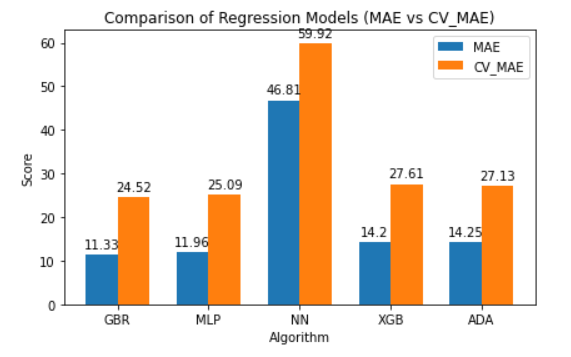 Comparison of Regression Models (MAE vs CV_MAE)
MAE
CV_MAE
Score
60
50
40
30
20
10
0
11.33
24.52
11.96
25.09
46.81
59.92
14.2
27.61
14.25
27.13
GBR
MLP
NN
XGB
ADA
Algorithm